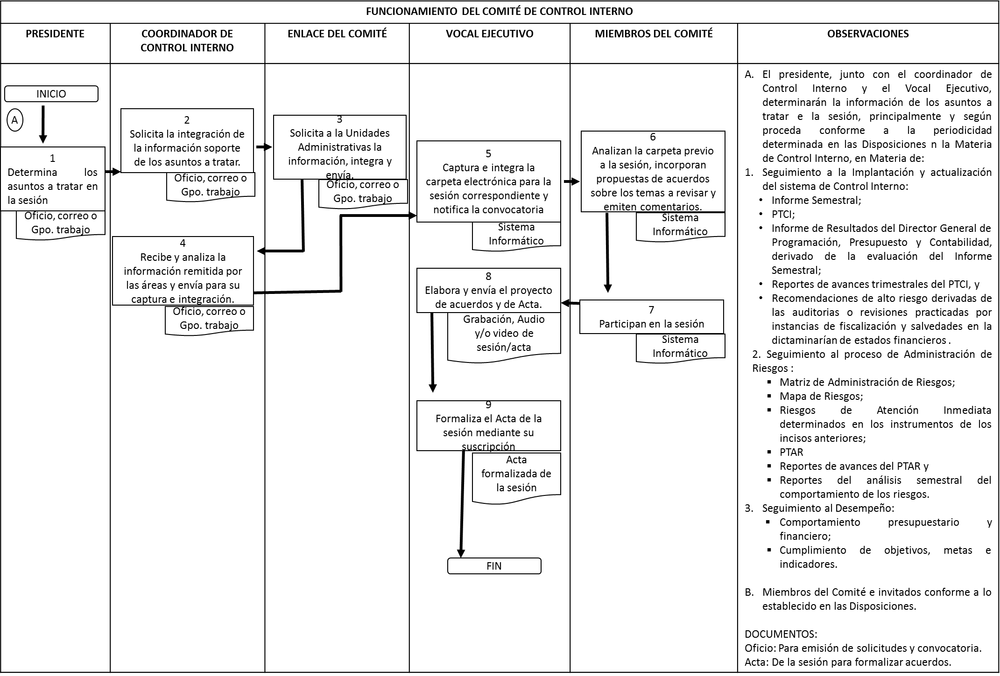 FUNCIONAMIENTO DEL COMITÉ DE CONTROL INTERNO
PRESIDENTE
COORDINADOR DE
CONTROL INTERNO
ENLACE DEL COMITÉ
VOCAL EJECUTIVO
MIEMBROS DEL COMITÉ
OBSERVACIONES
INICIO
A
1
Determina los
asuntos a tratar en
la sesión
Oficio, correo o
Gpo. trabajo
2
Solicita la integración de
la información soporte
de los asuntos a tratar.
Oficio, correo o
Gpo. trabajo
3
Solicita a la Unidades
Administrativas la
información, integra y
envía.
Oficio, correo o
Gpo. trabajo
4
Recibe y analiza la
información remitida por
las áreas y envía para su
captura e integración.
Oficio, correo o
Gpo. trabajo
5
Captura e integra la
carpeta electrónica para la
sesión correspondiente y
notifica la convocatoria
Sistema
Informático
6
Analizan la carpeta previo
a la sesión, incorporan
propuestas de acuerdos
sobre los temas a revisar y
emiten comentarios.
Sistema
Informático
7
Participan en la sesión
Sistema
Informático
8
Elabora y envía el proyecto
de acuerdos y de Acta.
Grabación, Audio
y/o video de
sesión/acta
9
Formaliza el Acta de la
sesión mediante su
suscripción
Acta
formalizada de
la sesión
FIN
A. El presidente, junto con el coordinador de
Control Interno y el Vocal Ejecutivo,
determinarán la información de los asuntos a
tratar e la sesión, principalmente y según
proceda conforme a la periodicidad
determinada en las Disposiciones n la Materia
de Control Interno, en Materia de:
1. Seguimiento a la Implantación y actualización
del sistema de Control Interno:
• Informe Semestral;
• PTCI;
• Informe de Resultados del Director General de
Programación, Presupuesto y Contabilidad,
derivado de la evaluación del Informe
Semestral;
• Reportes de avances trimestrales del PTCI, y
• Recomendaciones de alto riesgo derivadas de
las auditorias o revisiones practicadas por
instancias de fiscalización y salvedades en la
dictaminarían de estados financieros .
2. Seguimiento al proceso de Administración de
Riesgos :
▪ Matriz de Administración de Riesgos;
▪ Mapa de Riesgos;
▪ Riesgos de Atención Inmediata
determinados en los instrumentos de los
incisos anteriores;
▪ PTAR
▪ Reportes de avances del PTAR y
▪ Reportes del análisis semestral del
comportamiento de los riesgos.
3. Seguimiento al Desempeño:
▪ Comportamiento presupuestario y
financiero;
▪ Cumplimiento de objetivos, metas e
indicadores.
B. Miembros del Comité e invitados conforme a lo
establecido en las Disposiciones.
DOCUMENTOS:
Oficio: Para emisión de solicitudes y convocatoria.
Acta: De la sesión para formalizar acuerdos.